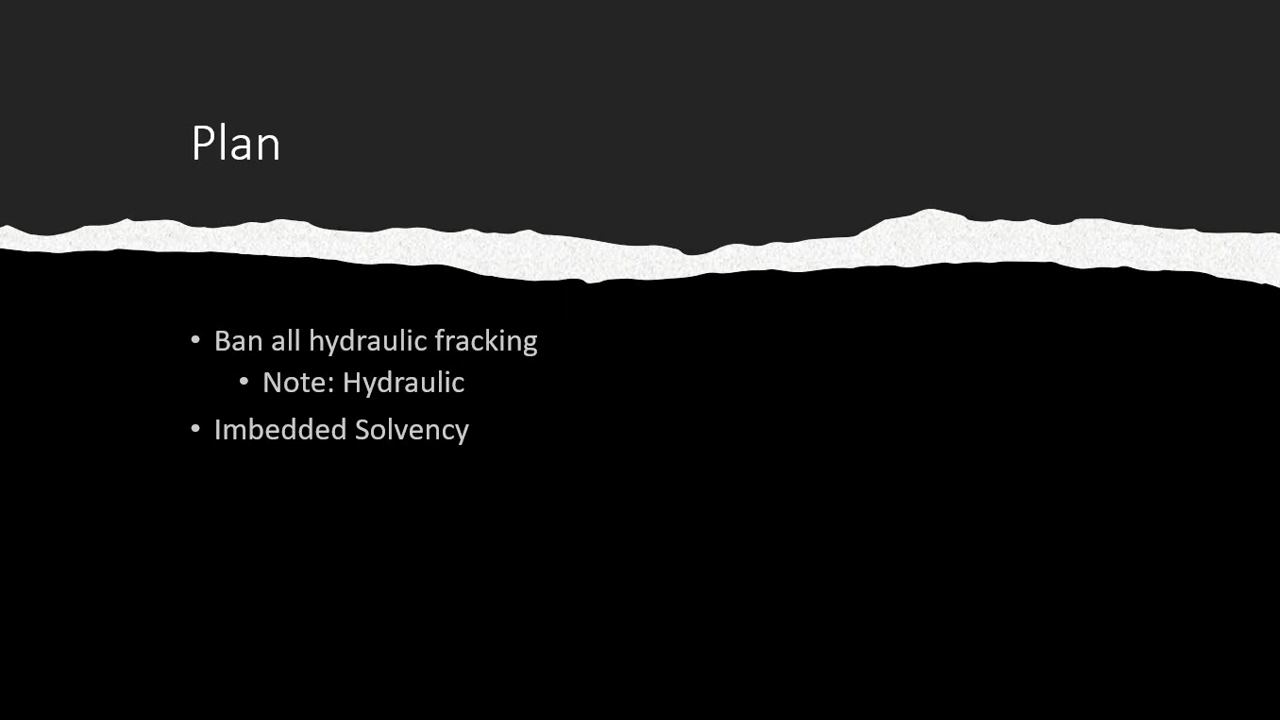 Plan
• Ban all hydraulic fracking
• Note: Hydraulic
• Imbedded Solvency